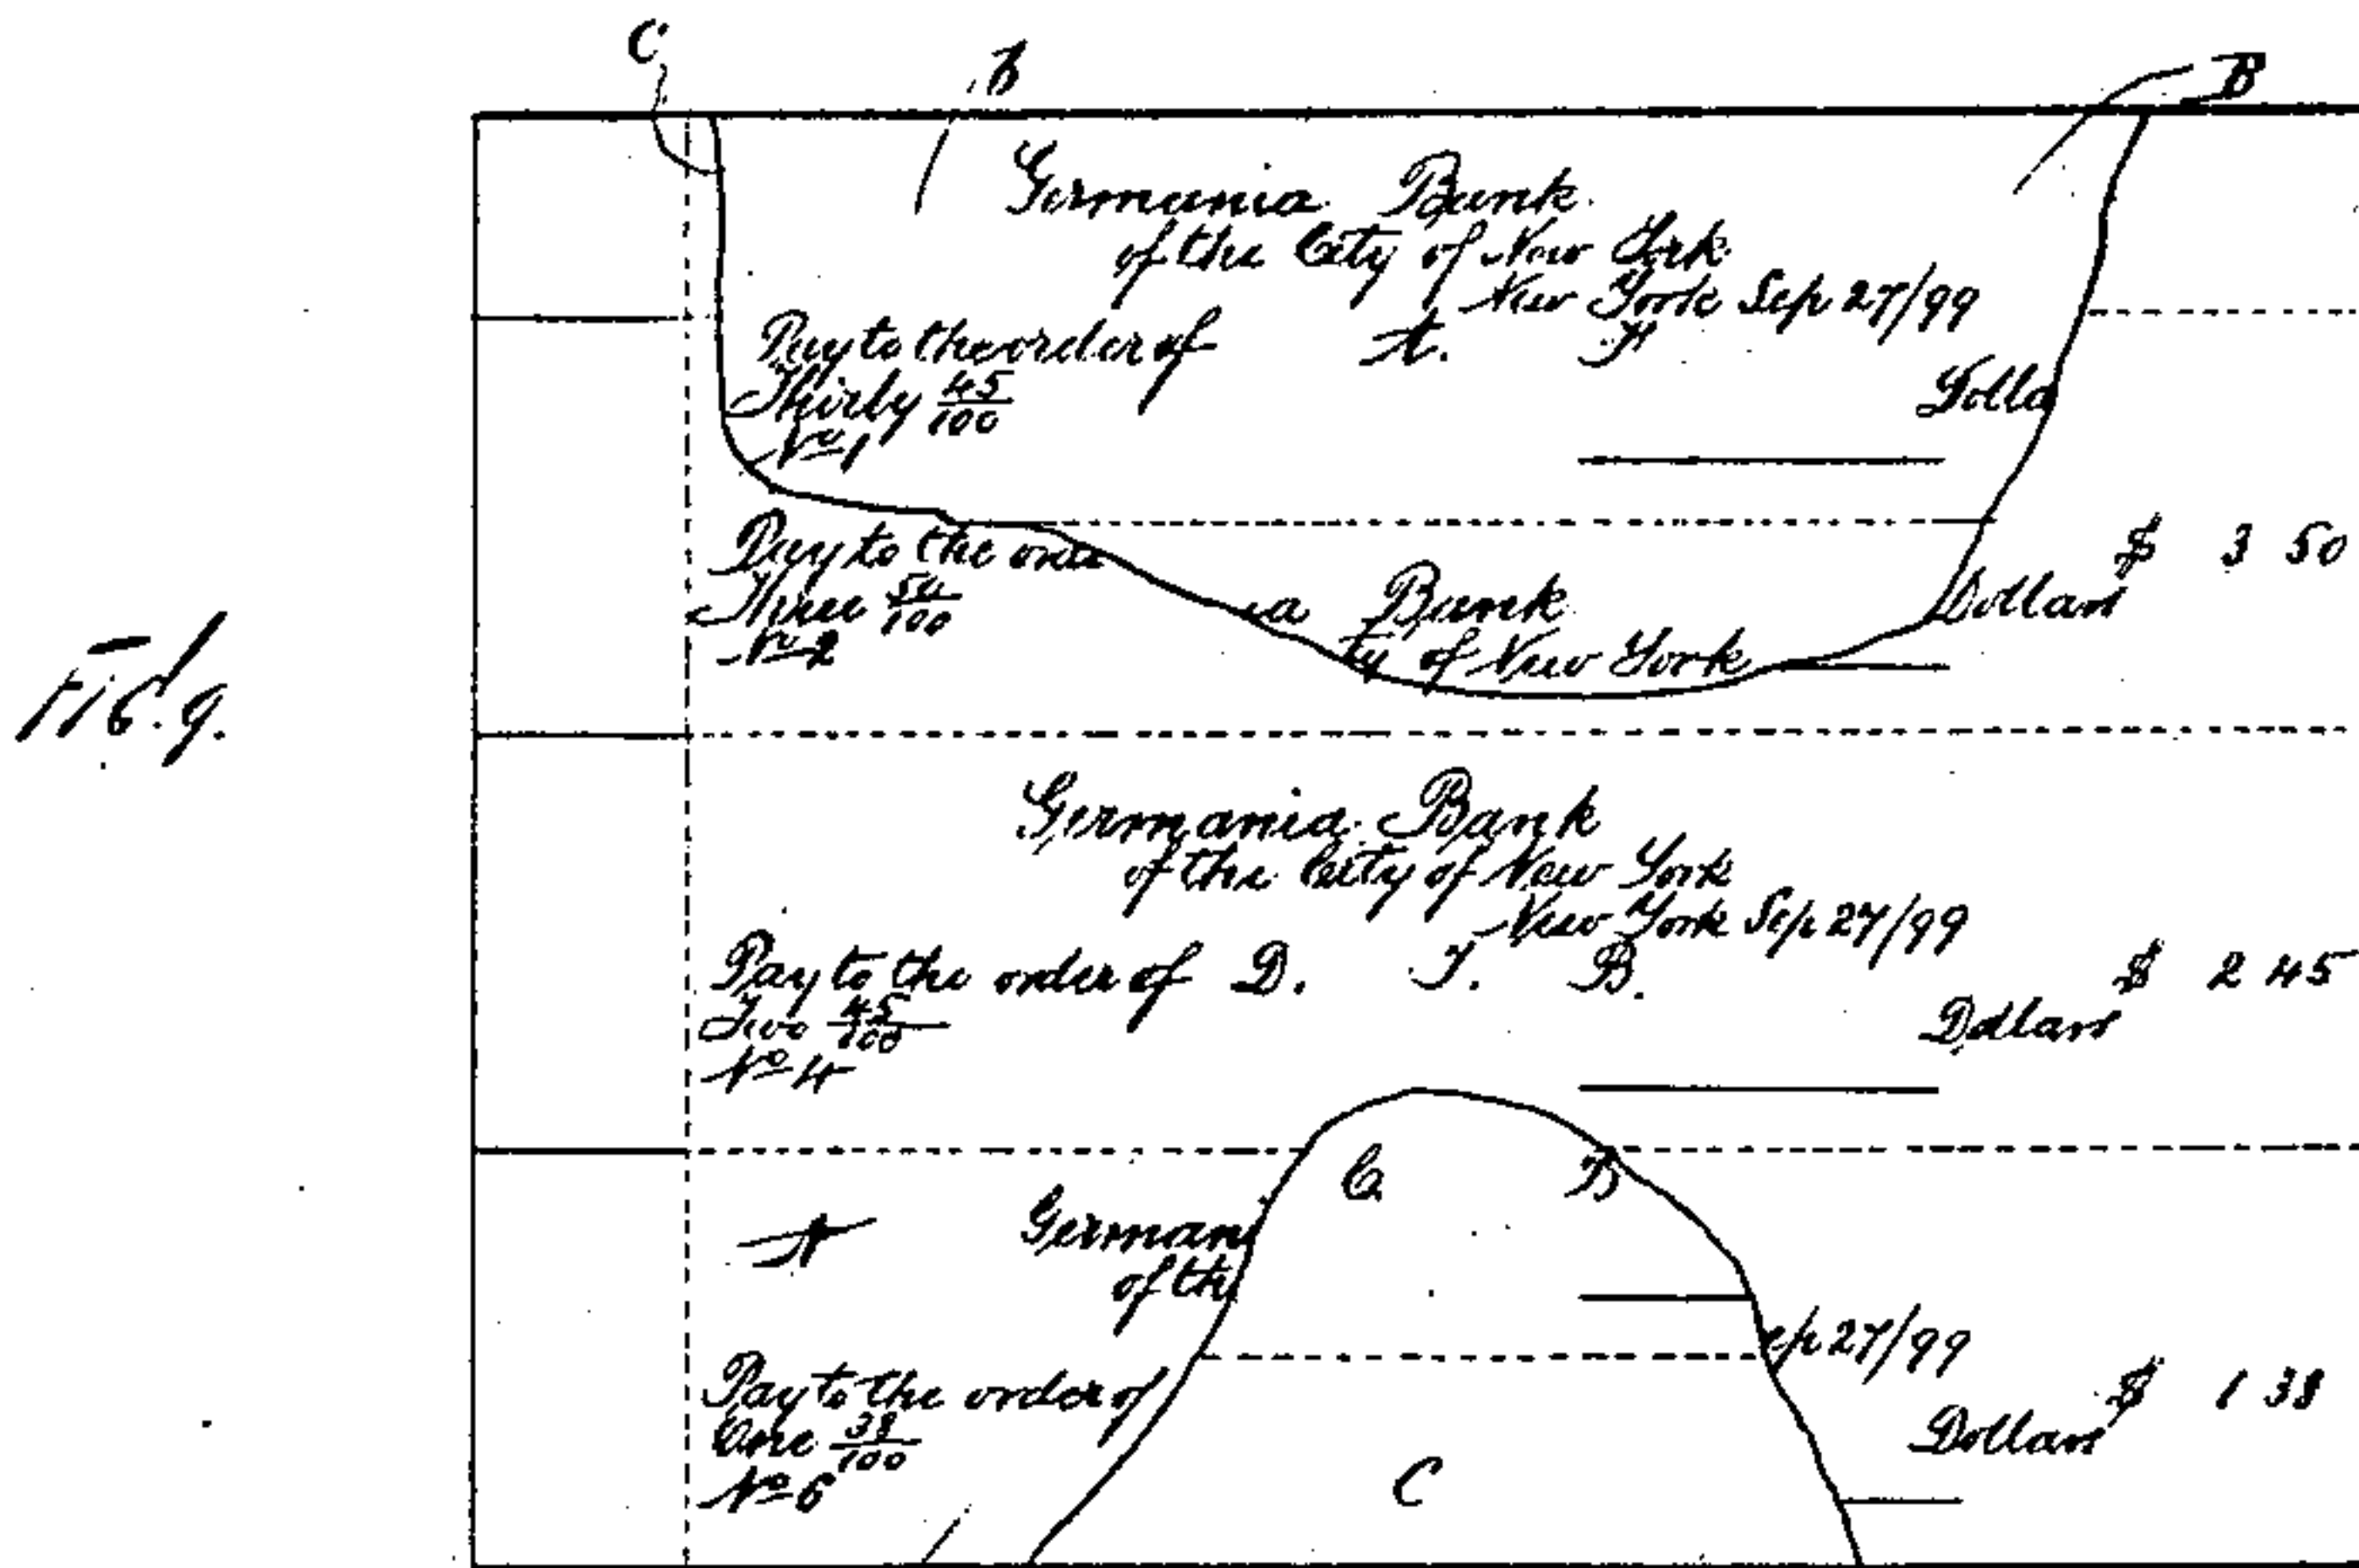 C b B
Germania Bank
of the City of New York
New York Sep 27/99
Pay to the order of A.
Thirty 45/100 Dolla
No 1
Pay to the orde $ 3 50
Three 50/100 Dollars
No 2
ia Bank
ty of New York
Fig. 9.
Germania Bank
of the City of New York
New York Sep 27/99
Pay to the order of D. T. B. $ 2 45
Two 45/100 Dollars
No 4
C
A German
of the
ep 27/99
Pay to the order of $ 1 38
One 38/100 Dollars
No 6
C